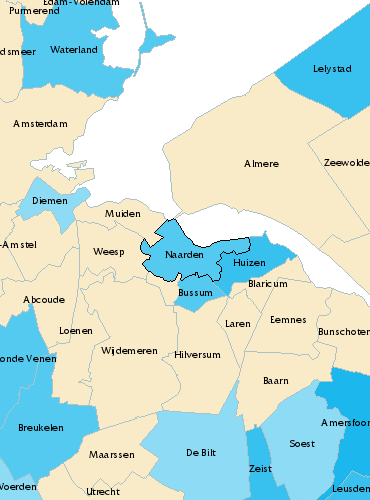 Edam-Volendam
Purmerend
dsmeer
Waterland
Lelystad
Amsterdam
Almere
Zeewolde
Diemen
Muiden
-Amstel
Weesp
Naarden
Huizen
Blaricum
Bussum
Abcoude
Loenen
Laren
Eemnes
Bunschoten
onde Venen
Wijdemeren
Hilversum
Baarn
Breukelen
Amersfoor
Maarssen
De Bilt
Soest
Zeist
Woerden
Utrecht
Leusden